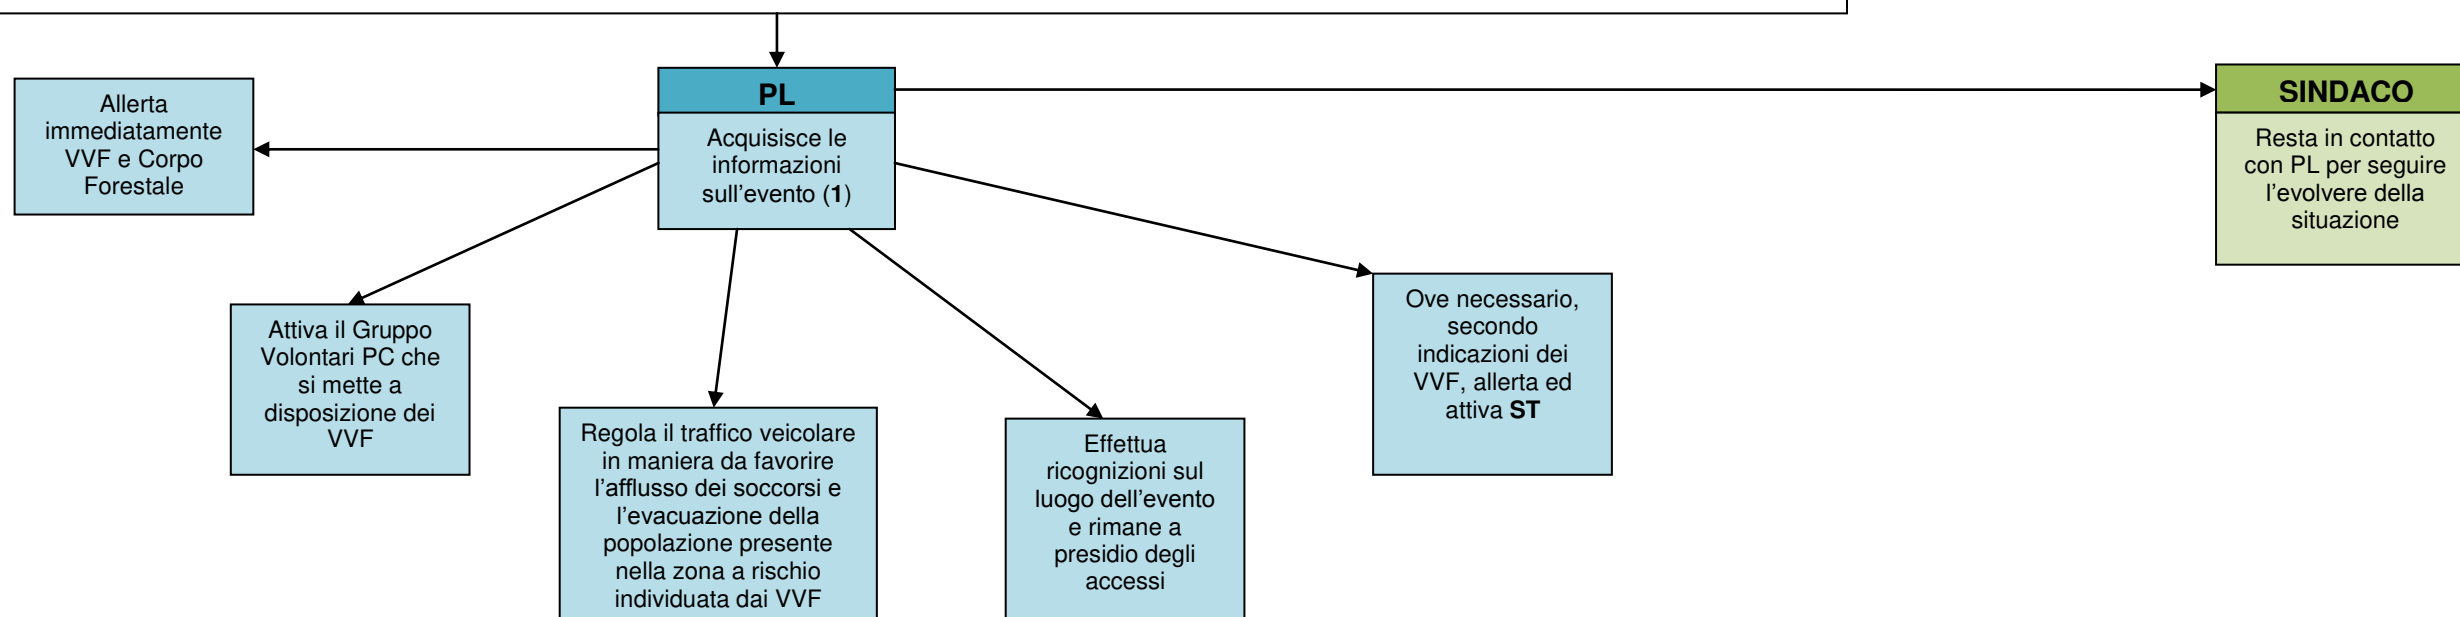 Allerta
immediatamente
VVF e Corpo
Forestale
PL
Acquisisce le
informazioni
sull’evento (1)
SINDACO
Resta in contatto
con PL per seguire
l’evolvere della
situazione
Attiva il Gruppo
Volontari PC che
si mette a
disposizione dei
VVF
Regola il traffico veicolare
in maniera da favorire
l’afflusso dei soccorsi e
l’evacuazione della
popolazione presente
nella zona a rischio
individuata dai VVF
Effettua
ricognizioni sul
luogo dell’evento
e rimane a
presidio degli
accessi
Ove necessario,
secondo
indicazioni dei
VVF, allerta ed
attiva ST